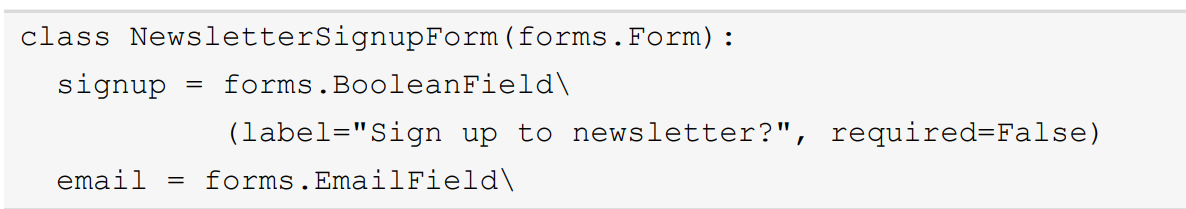 class NewsletterSignupForm(forms.Form):
  signup = forms.BooleanField\
           (label="Sign up to newsletter?", required=False)
  email = forms.EmailField\